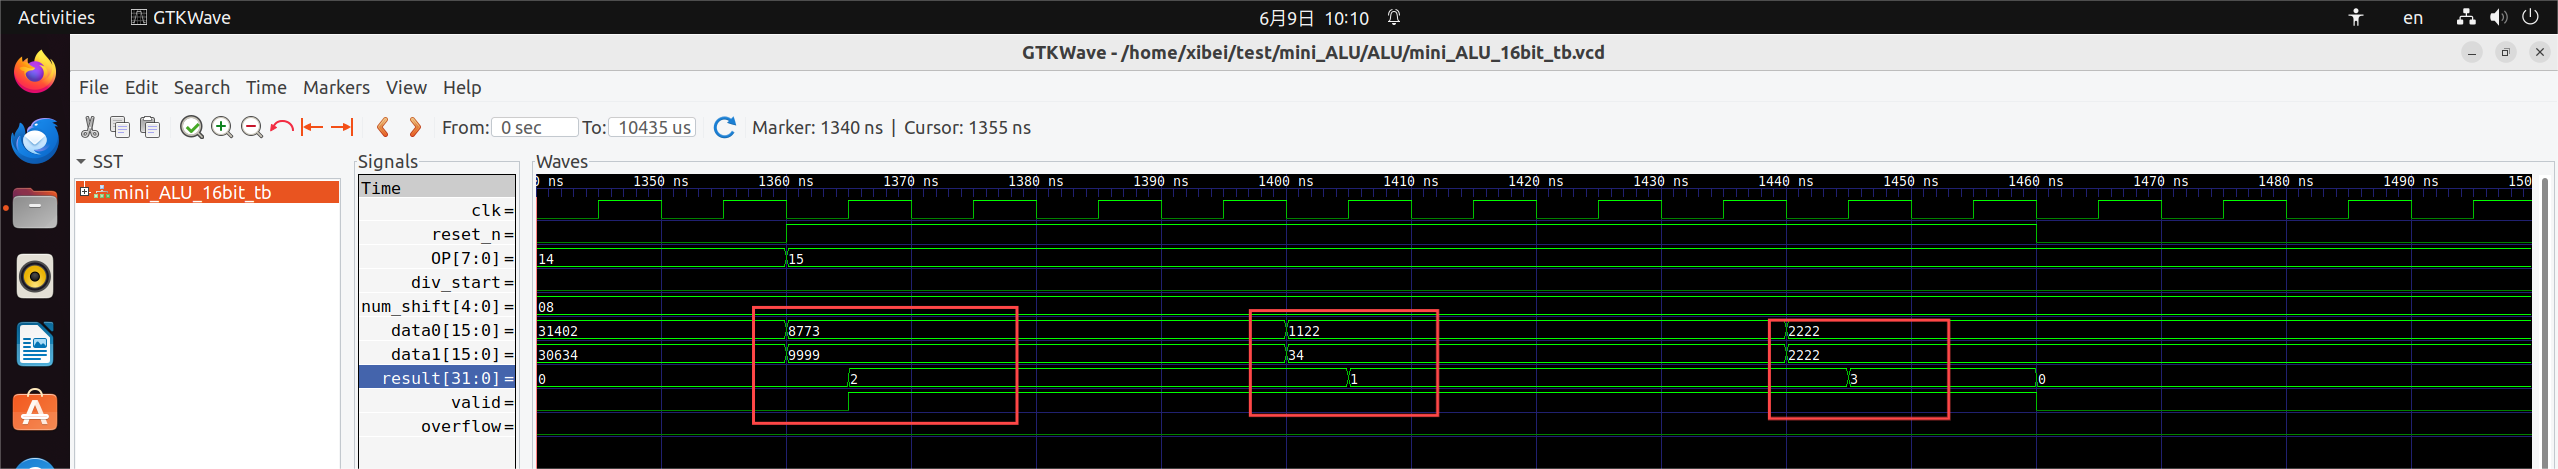 Activities GTKWave 6月9日 10:10 en
GTKWave - /home/xibei/test/mini_ALU/ALU/mini_ALU_16bit_tb.vcd
File Edit Search Time Markers View Help
From: 0 sec To: 10435 us Marker: 1340 ns | Cursor: 1355 ns
SST
mini_ALU_16bit_tb
Signals
Time
clk =
reset_n =
OP[7:0] =
div_start =
num_shift[4:0] =
data0[15:0] =
data1[15:0] =
result[31:0] =
valid =
overflow =
Waves
0 ns 1350 ns 1360 ns 1370 ns 1380 ns 1390 ns 1400 ns 1410 ns 1420 ns 1430 ns 1440 ns 1450 ns 1460 ns 1470 ns 1480 ns 1490 ns 150
14 15
08
31402 8773 1122 2222
30634 9999 34 2222
0 2 1 3 0